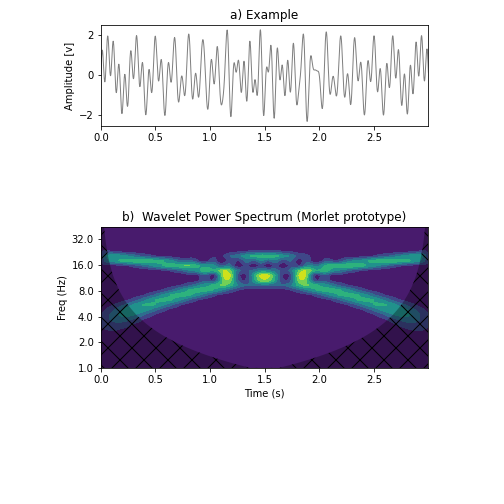 a) Example
Amplitude [v]
2
0
−2
0.0 0.5 1.0 1.5 2.0 2.5
b)  Wavelet Power Spectrum (Morlet prototype)
Freq (Hz)
32.0
16.0
8.0
4.0
2.0
1.0
0.0 0.5 1.0 1.5 2.0 2.5
Time (s)